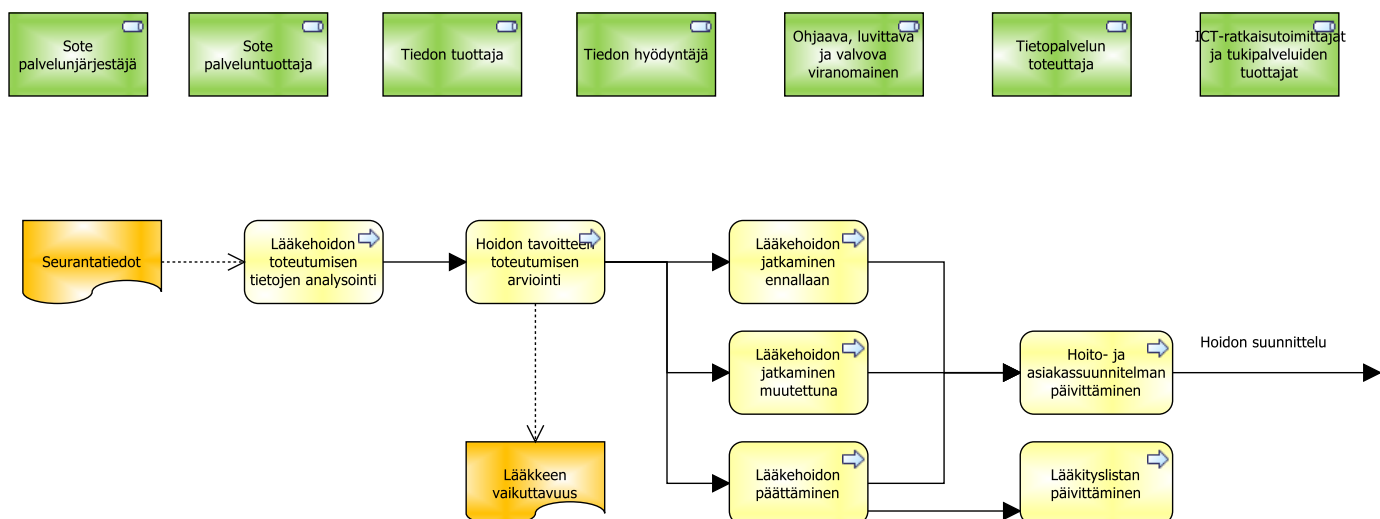 Sote
palvelunjärjestäjä
Sote
palveluntuottaja
Tiedon tuottaja
Tiedon hyödyntäjä
Ohjaava, luvittava
ja valvova
viranomainen
Tietopalvelun
toteuttaja
ICT-ratkaisutoimittajat
ja tukipalveluiden
tuottajat
Seurantatiedot
Lääkehoidon
toteutumisen
tietojen analysointi
Hoidon tavoitteen
toteutumisen
arviointi
Lääkehoidon
jatkaminen
ennallaan
Lääkehoidon
jatkaminen
muutettuna
Hoito- ja
asiakassuunnitelman
päivittäminen
Hoidon suunnittelu
Lääkkeen
vaikuttavuus
Lääkehoidon
päättäminen
Lääkityslistan
päivittäminen